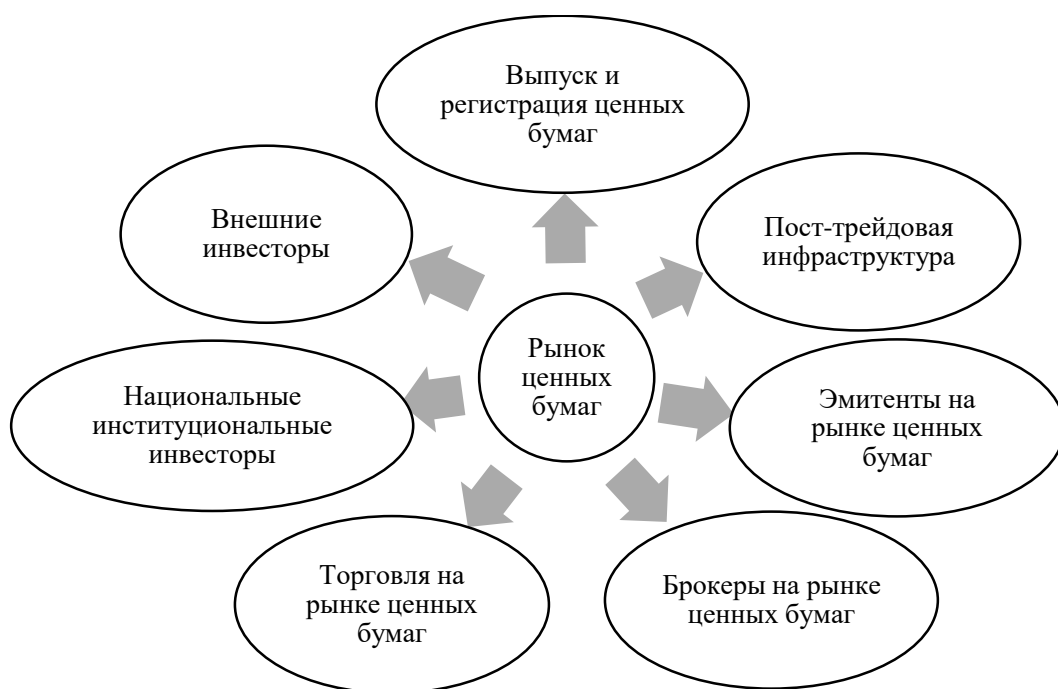 Выпуск и
регистрация ценных
бумаг
Внешние
инвесторы
Пост-трейдовая
инфраструктура
Рынок
ценных
бумаг
Национальные
институциональные
инвесторы
Эмитенты на
рынке ценных
бумаг
Торговля на
рынке ценных
бумаг
Брокеры на рынке
ценных бумаг